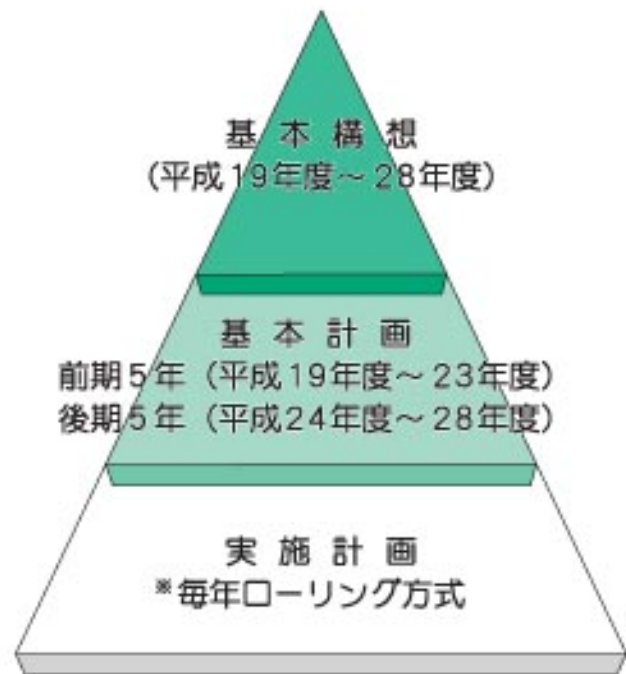 基本構想
(平成19年度～28年度)
基本計画
前期5年(平成19年度～23年度)
後期5年(平成24年度～28年度)
実施計画
※毎年ローリング方式